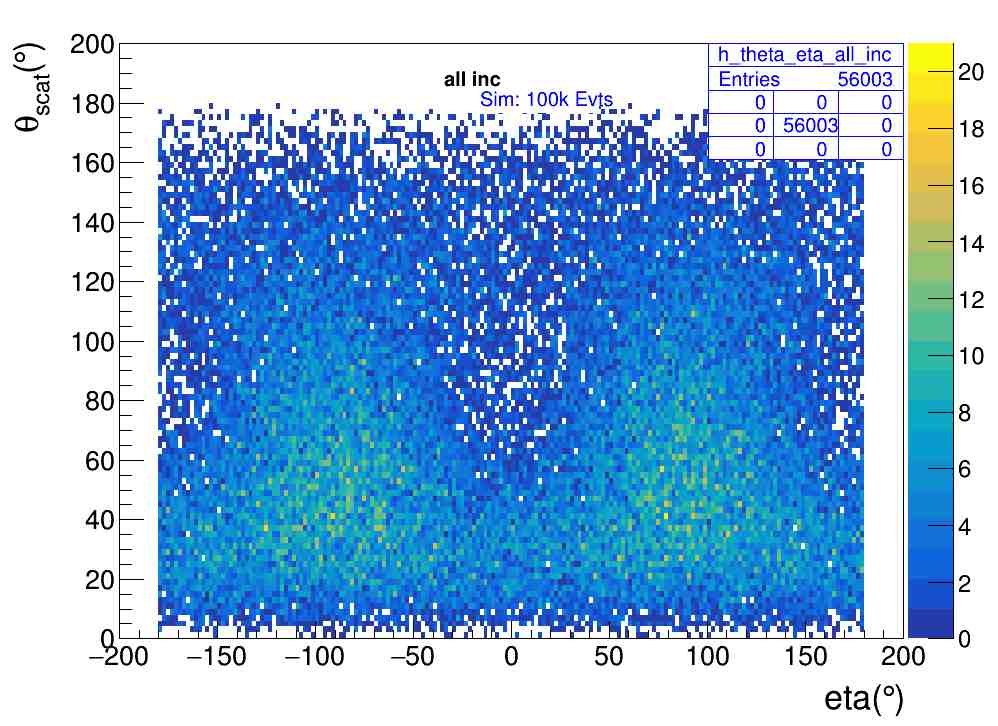 θscat(°)
200
180
160
140
120
100
80
60
40
20
0
all inc
Sim: 100k Evts
h_theta_eta_all_inc
Entries 56003
0 0 0
0 56003 0
0 0 0
20
18
16
14
12
10
8
6
4
2
0
−200 −150 −100 −50 0 50 100 150 200
eta(°)